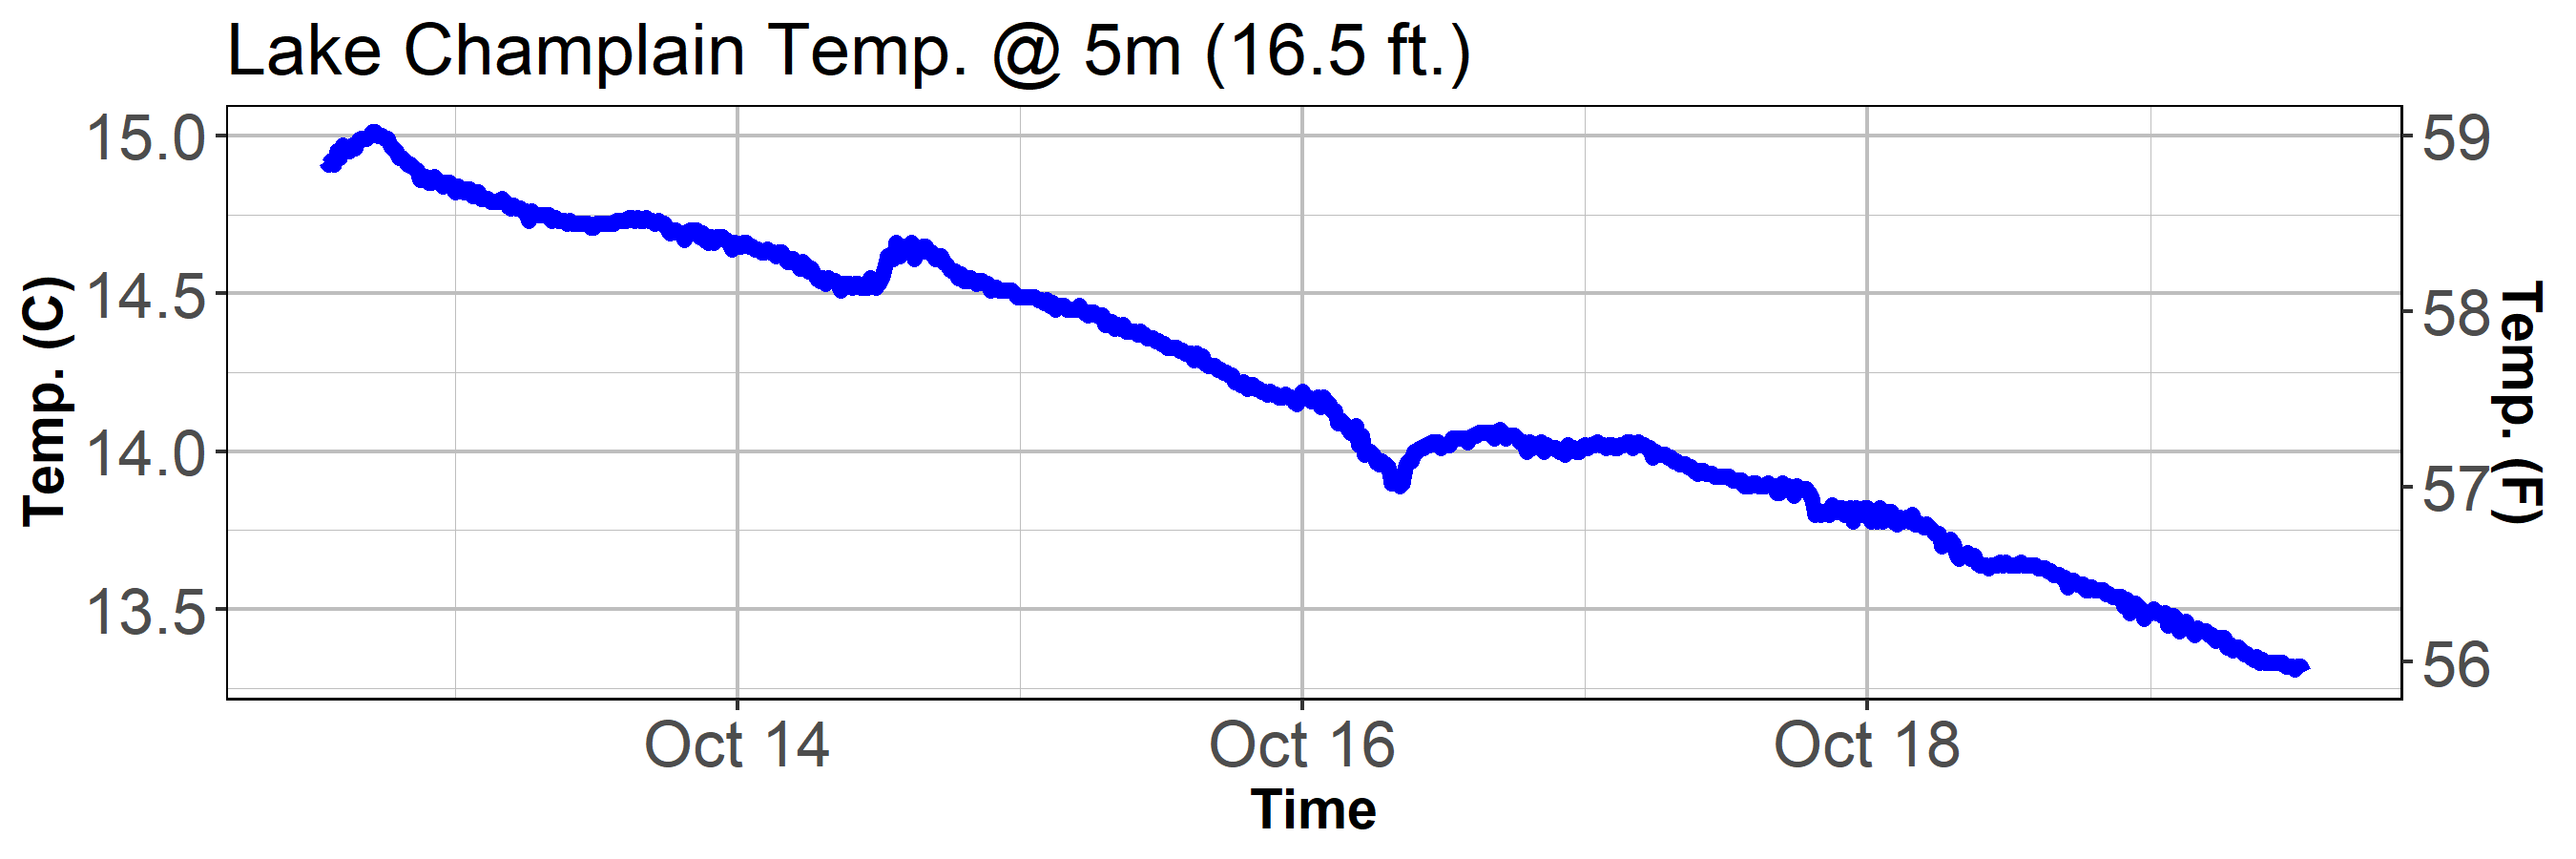 Lake Champlain Temp. @ 5m (16.5 ft.)
Temp. (C)
15.0
14.5
14.0
13.5
59
58
57
56
Temp. (F)
Oct 14 Oct 16 Oct 18
Time